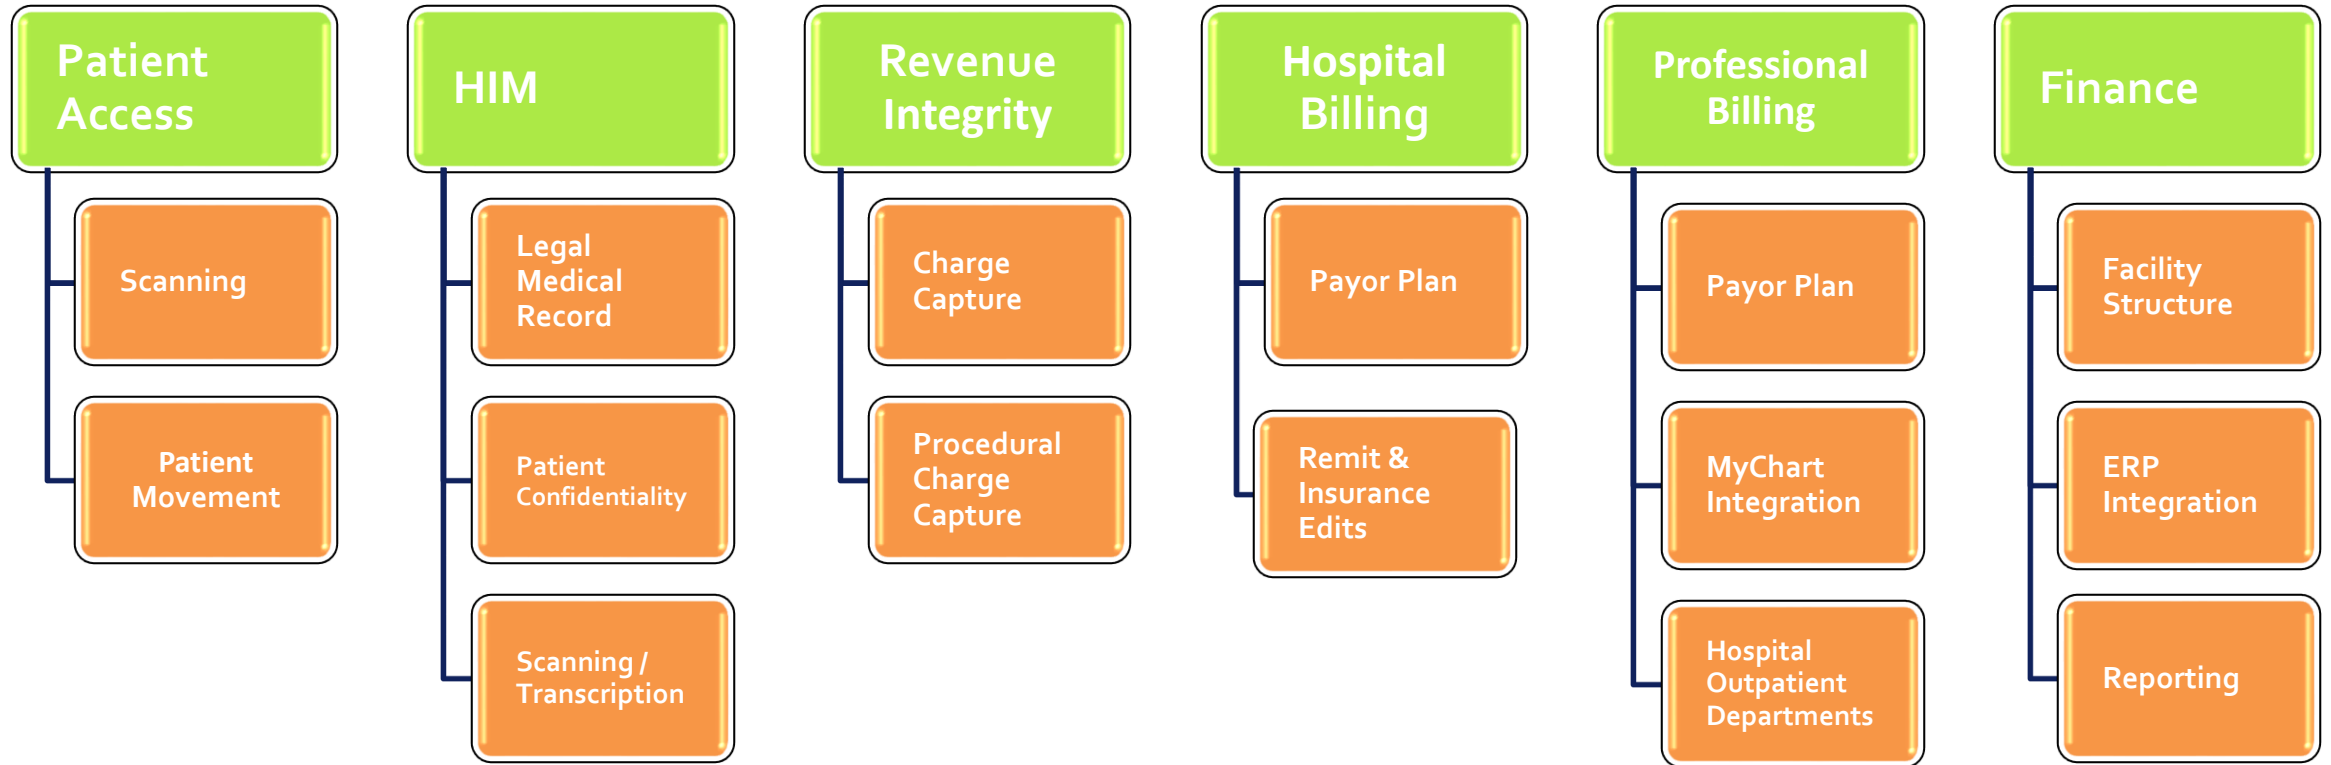 Patient
Access
Scanning
Patient
Movement
HIM
Legal
Medical
Record
Patient
Confidentiality
Scanning /
Transcription
Revenue
Integrity
Charge
Capture
Procedural
Charge
Capture
Hospital
Billing
Payor Plan
Remit &
Insurance
Edits
Professional
Billing
Payor Plan
MyChart
Integration
Hospital
Outpatient
Departments
Finance
Facility
Structure
ERP
Integration
Reporting